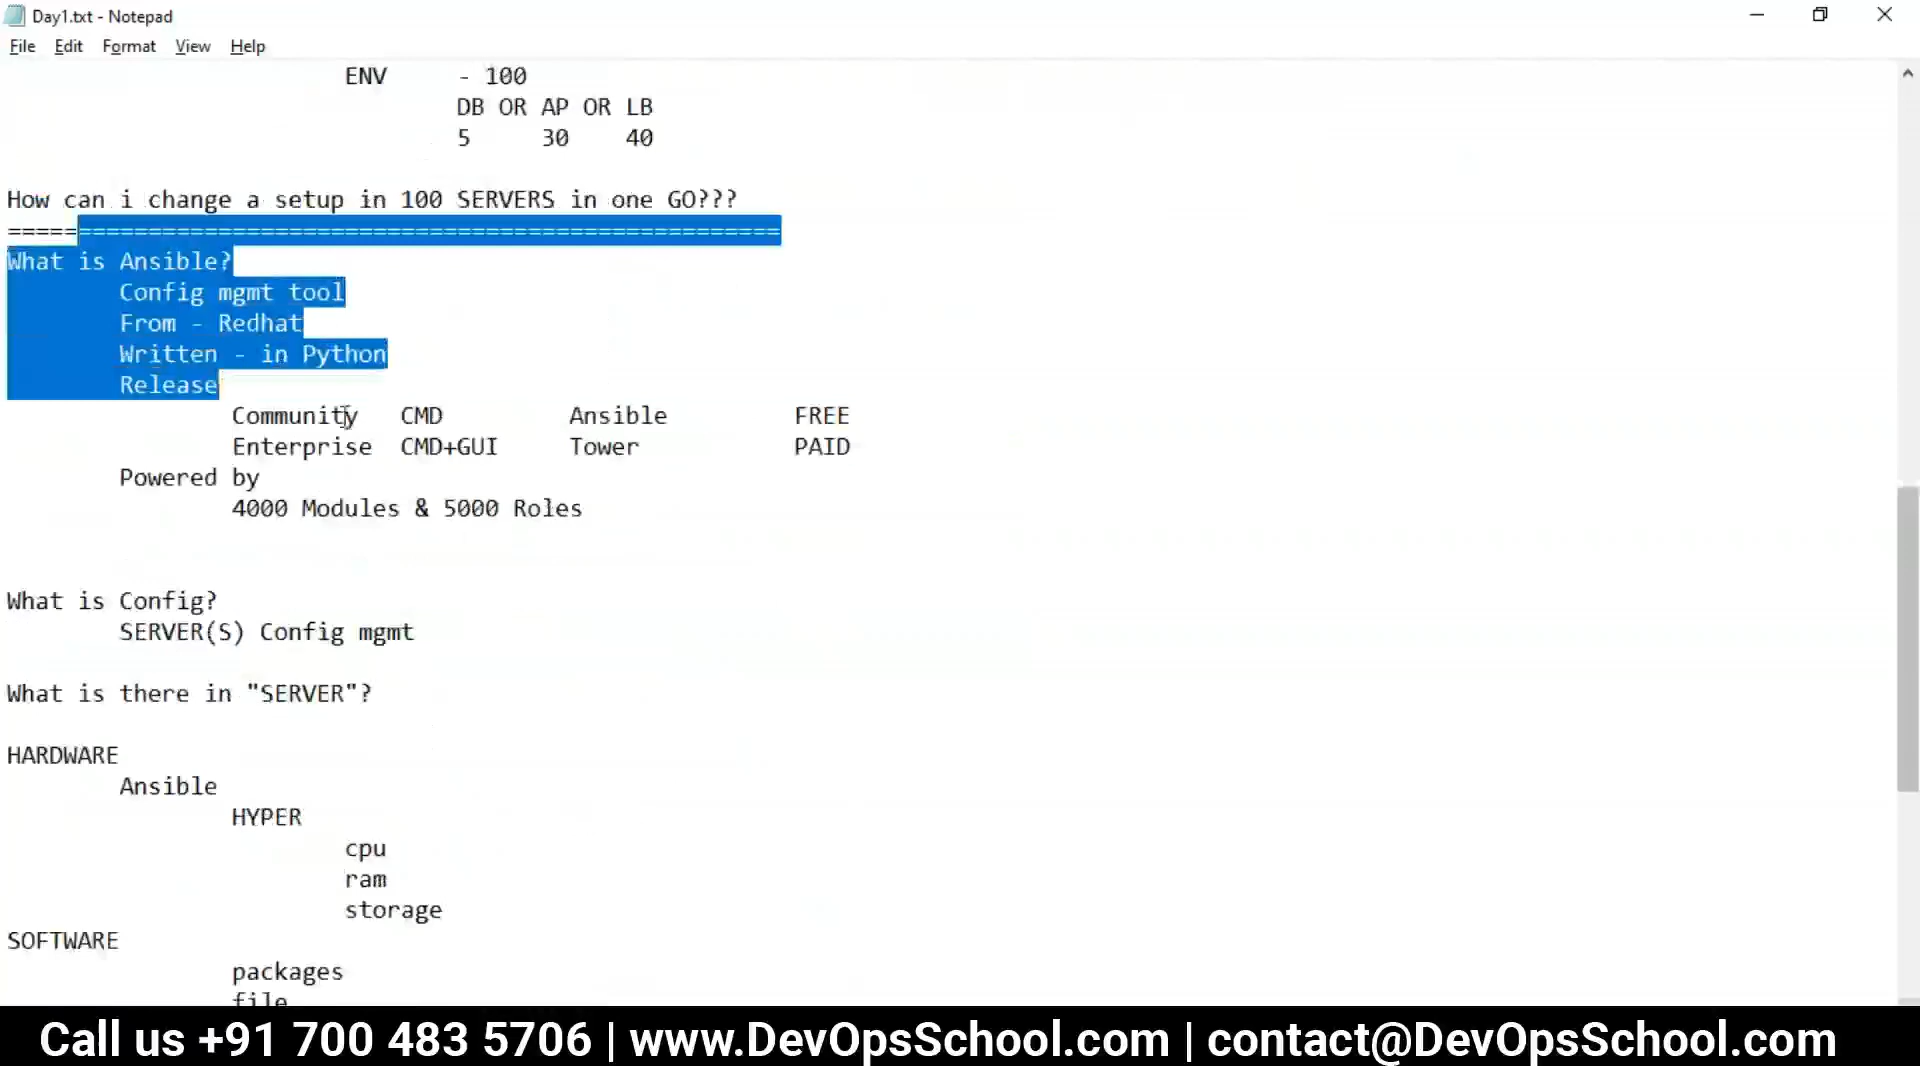 Day1.txt - Notepad
File Edit Format View Help
ENV - 100
DB OR AP OR LB
5 30 40
How can i change a setup in 100 SERVERS in one GO???
=======================================================
What is Ansible?
Config mgmt tool
From - Redhat
Written - in Python
Release
Community CMD Ansible FREE
Enterprise CMD+GUI Tower PAID
Powered by
4000 Modules & 5000 Roles
What is Config?
SERVER(S) Config mgmt
What is there in "SERVER"?
HARDWARE
Ansible
HYPER
cpu
ram
storage
SOFTWARE
packages
file
Call us +91 700 483 5706 | www.DevOpsSchool.com | contact@DevOpsSchool.com